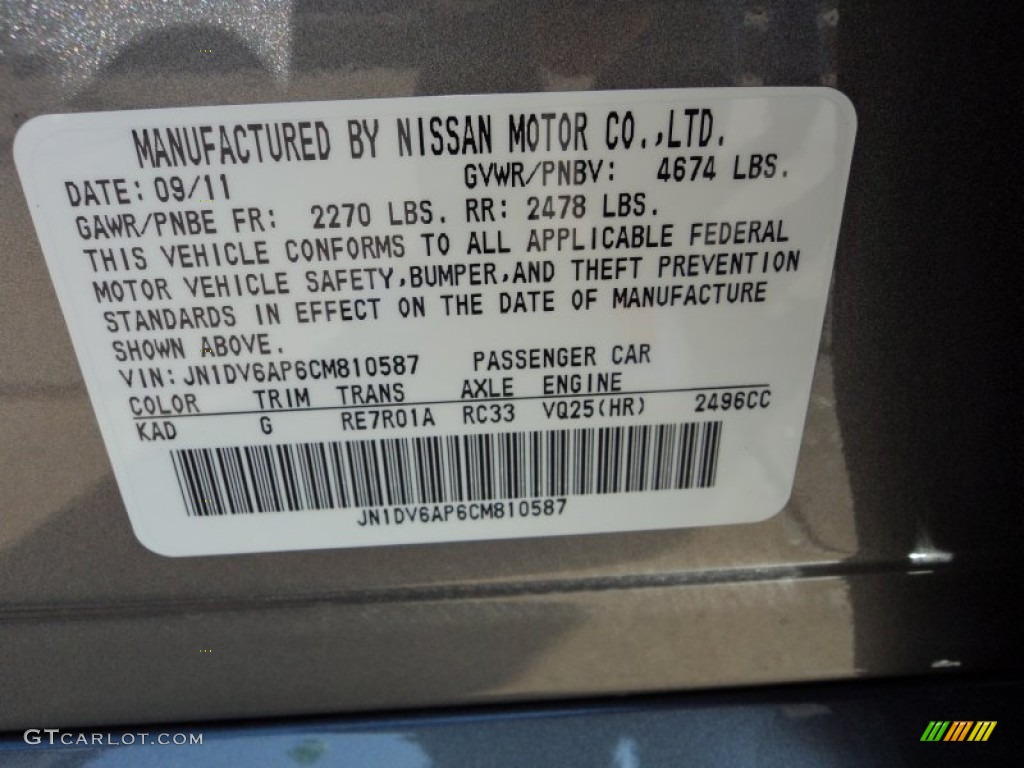 MANUFACTURED BY NISSAN MOTOR CO.,LTD.
DATE: 09/11 GVWR/PNBV: 4674 LBS.
GAWR/PNBE FR: 2270 LBS. RR: 2478 LBS.
THIS VEHICLE CONFORMS TO ALL APPLICABLE FEDERAL
MOTOR VEHICLE SAFETY,BUMPER,AND THEFT PREVENTION
STANDARDS IN EFFECT ON THE DATE OF MANUFACTURE
SHOWN ABOVE.
VIN: JN1DV6AP6CM810587 PASSENGER CAR
COLOR TRIM TRANS AXLE ENGINE
KAD G RE7R01A RC33 VQ25(HR) 2496CC
JN1DV6AP6CM810587
GTCARLOT.COM